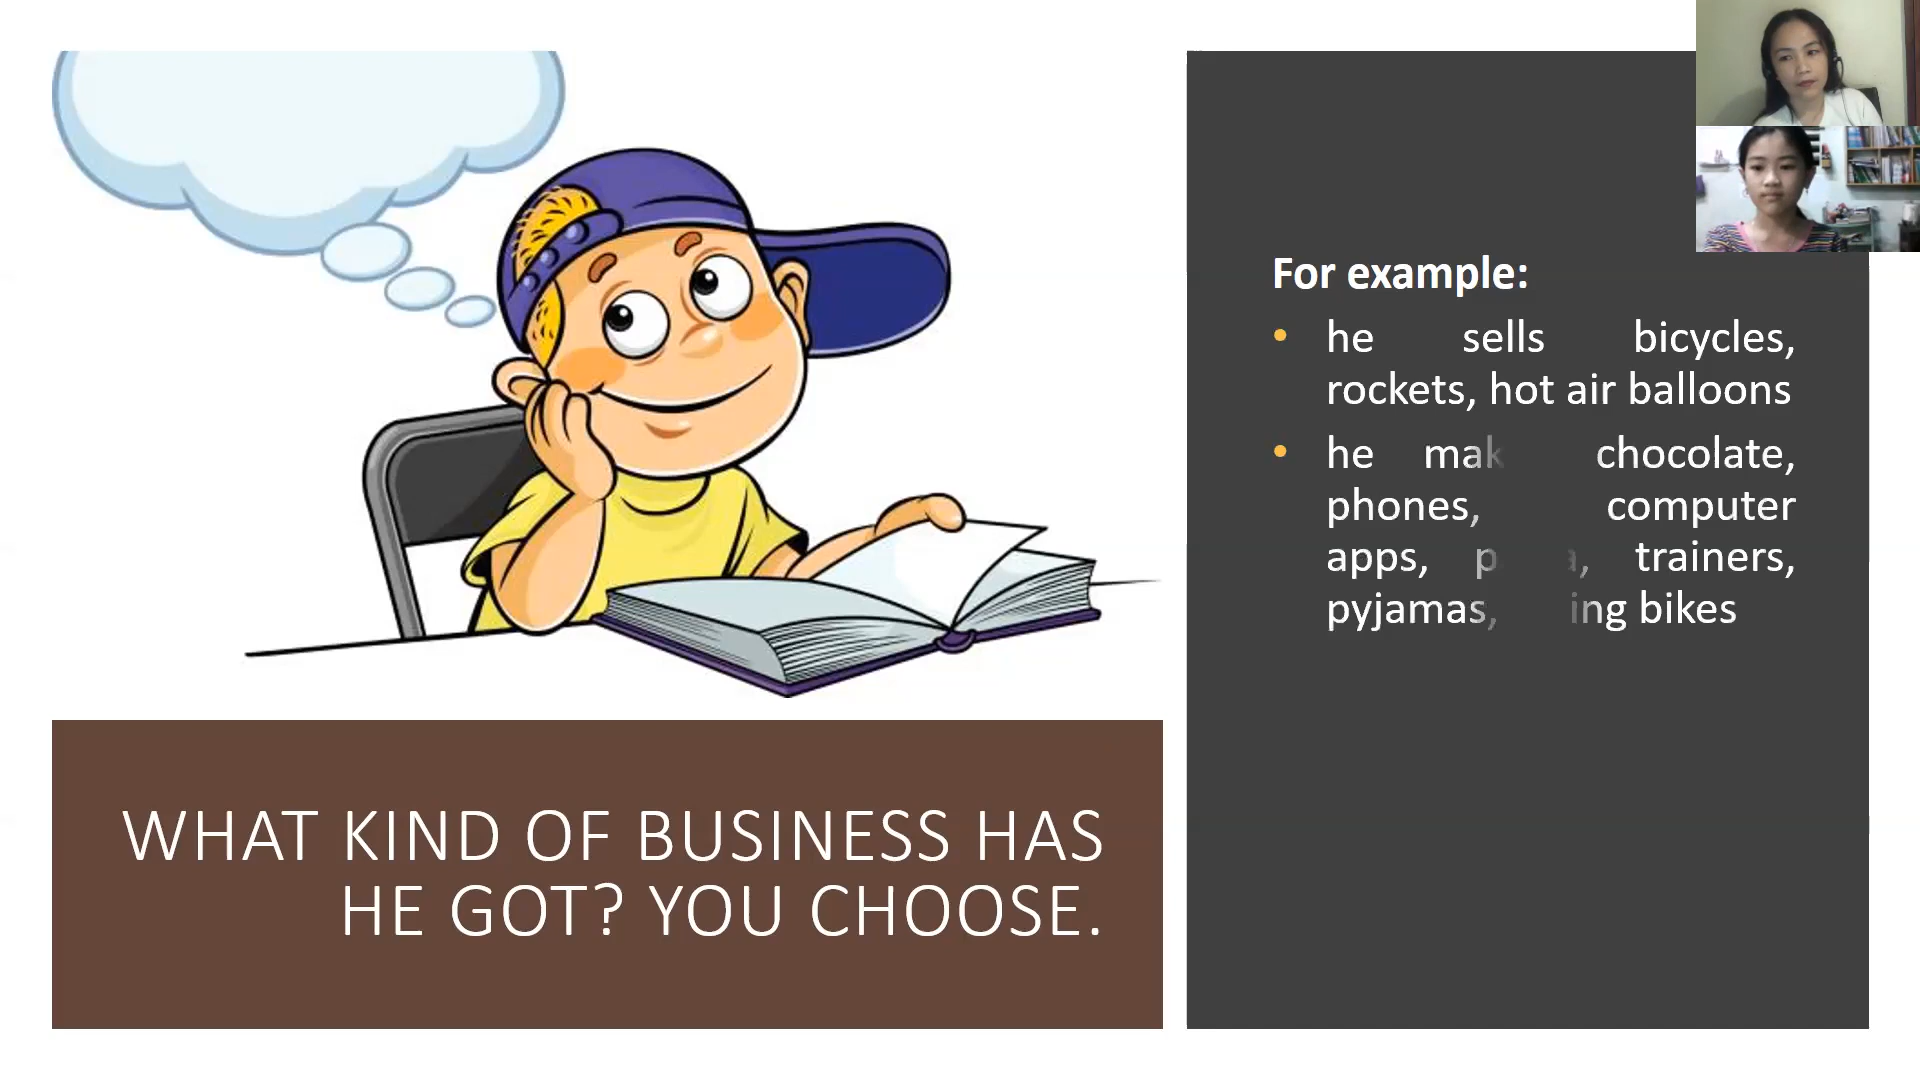 For example:
he sells bicycles,
rockets, hot air balloons
he mak chocolate,
phones, computer
apps, trainers,
pyjamas, ing bikes
WHAT KIND OF BUSINESS HAS
HE GOT? YOU CHOOSE.